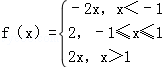 f（x）=
-2x，x＜-1
2，-1≤x≤1
2x，x＞1